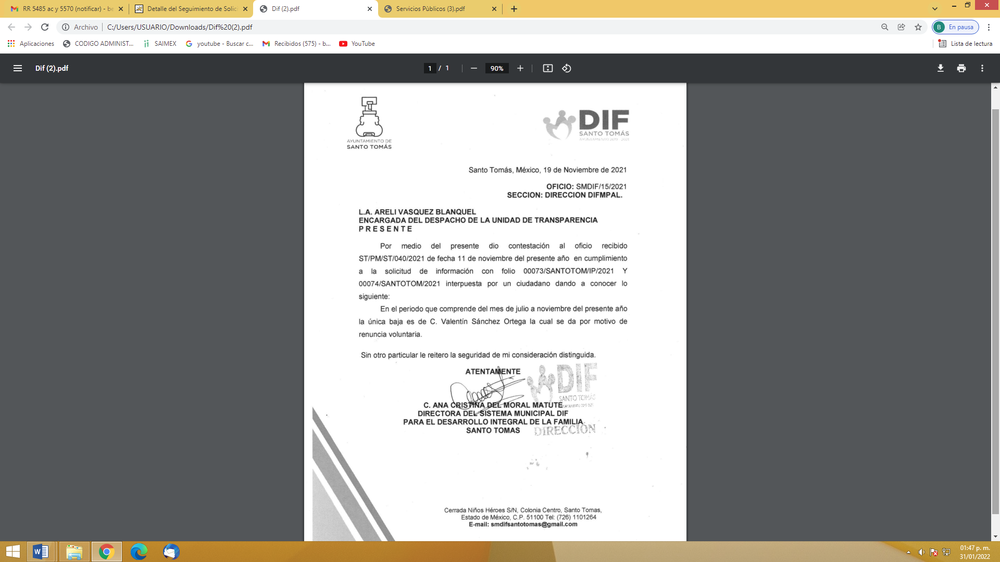 RR 5485 ac y 5570 (notificar) - be
Detalle del Seguimiento de Solici
Dif (2).pdf
Servicios Pùblicos (3).pdf
Archivo
C:/Users/USUARIO/Downloads/Dif%20(2).pdf
B
En pausa
Aplicaciones
CODIGO ADMINIST...
SAIMEX
youtube - Buscar c...
Recibidos (575) - b...
YouTube
Lista de lectura
Dif (2).pdf
1 / 1
90%
AYUNTAMIENTO DE
SANTO TOMÁS
DIF
SANTO TOMÁS
AYUNTAMIENTO 2019 - 2021
Santo Tomás, México, 19 de Noviembre de 2021
OFICIO: SMDIF/15/2021
SECCION: DIRECCION DIFMPAL.
L.A. ARELI VASQUEZ BLANQUEL
ENCARGADA DEL DESPACHO DE LA UNIDAD DE TRANSPARENCIA
P R E S E N T E
Por medio del presente dio contestación al oficio recibido
ST/PM/ST/040/2021 de fecha 11 de noviembre del presente año en cumplimiento
a la solicitud de información con folio 00073/SANTOTOM/IP/2021 Y
00074/SANTOTOM/2021 interpuesta por un ciudadano dando a conocer lo
siguiente:
En el periodo que comprende del mes de julio a noviembre del presente año
la única baja es de C. Valentín Sánchez Ortega la cual se da por motivo de
renuncia voluntaria.
Sin otro particular le reitero la seguridad de mi consideración distinguida.
ATENTAMENTE
DIF
SANTO TOMÁS
AYUNTAMIENTO 2019 - 2021
C. ANA CRISTINA DEL MORAL MATUTE
DIRECTORA DEL SISTEMA MUNICIPAL DIF
PARA EL DESARROLLO INTEGRAL DE LA FAMILIA
SANTO TOMAS
DIRECCIÓN
Cerrada Niños Héroes S/N, Colonia Centro, Santo Tomas,
Estado de México, C.P. 51100 Tel: (726) 1101264
E-mail: smdifsantotomas@gmail.com
01:47 p. m.
31/01/2022